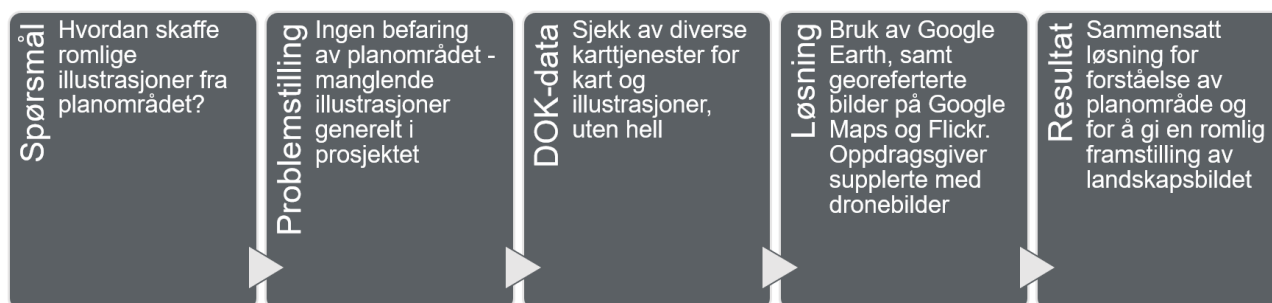 Spørsmål
Hvordan skaffe
romlige
illustrasjoner fra
planområdet?
Problemstilling
Ingen befaring
av planområdet -
manglende
illustrasjoner
generelt i
prosjektet
DOK-data
Sjekk av diverse
karttjenester for
kart og
illustrasjoner,
uten hell
Løsning
Bruk av Google
Earth, samt
georeferterte
bilder på Google
Maps og Flickr.
Oppdragsgiver
supplerte med
dronebilder
Resultat
Sammensatt
løsning for
forståelse av
planområde og
for å gi en romlig
framstilling av
landskapsbildet